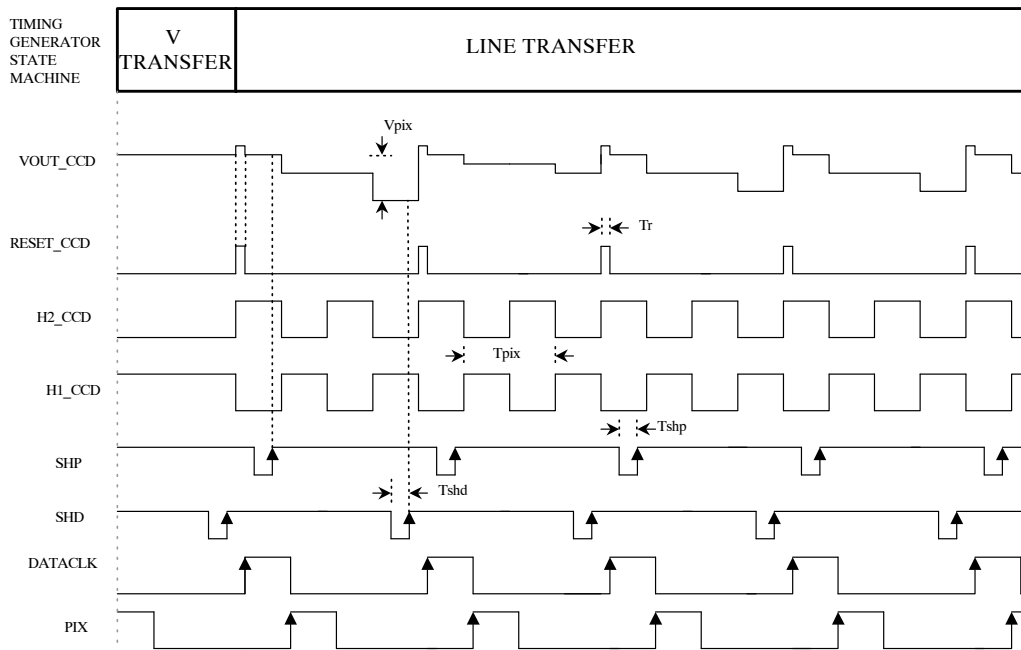 TIMING
GENERATOR
STATE
MACHINE
V
TRANSFER
LINE TRANSFER
Vpix
VOUT_CCD
Tr
RESET_CCD
H2_CCD
Tpix
H1_CCD
Tshp
SHP
Tshd
SHD
DATACLK
PIX